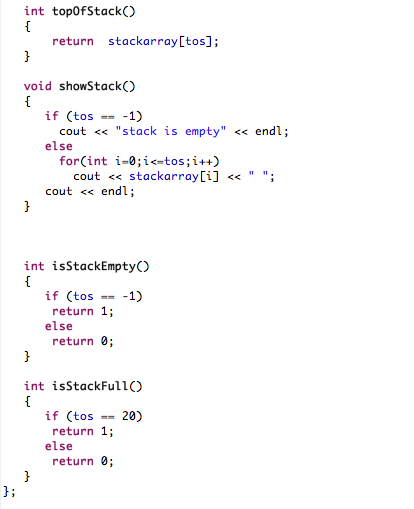 int topOfStack()
{
return  stackarray[tos];
}
void showStack()
{
if (tos == -1)
cout << "stack is empty" << endl;
else
for(int i=0;i<=tos;i++)
cout << stackarray[i] << " ";
cout << endl;
}
int isStackEmpty()
{
if (tos == -1)
return 1;
else
return 0;
}
int isStackFull()
{
if (tos == 20)
return 1;
else
return 0;
}
};